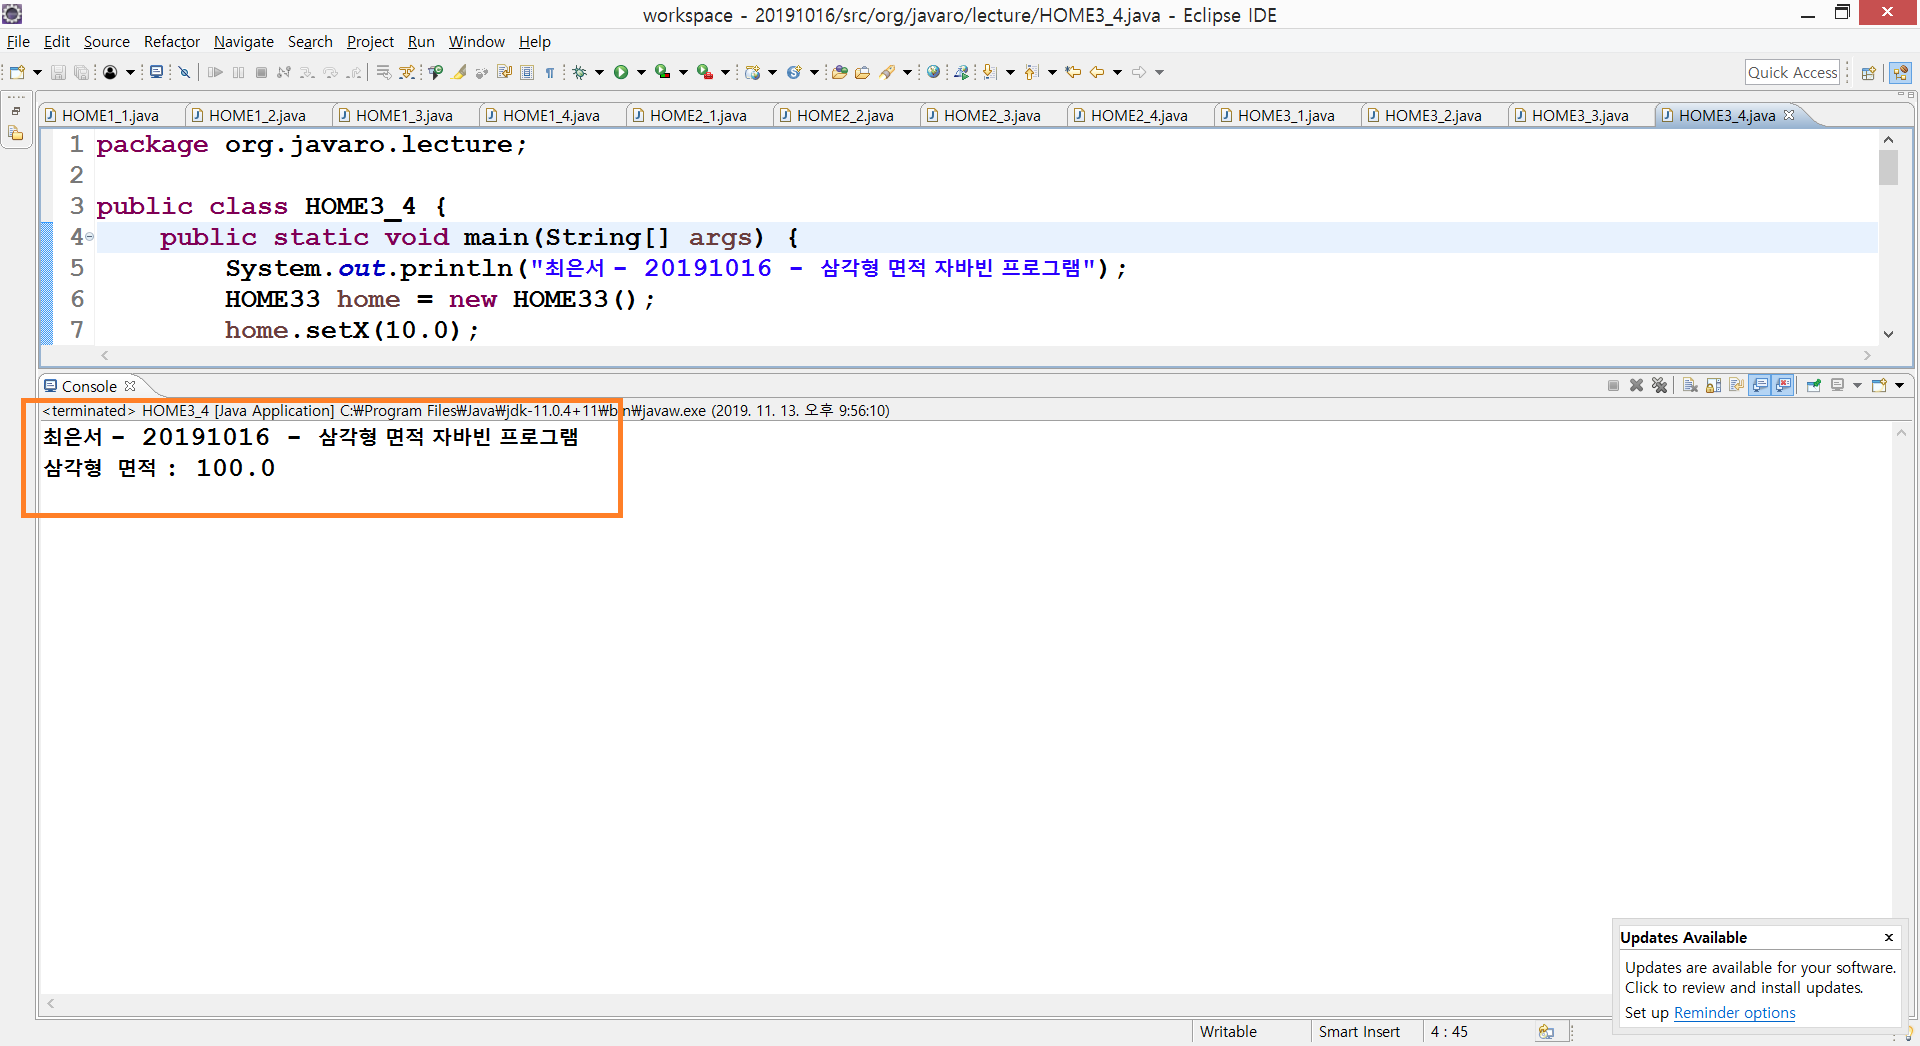 workspace - 20191016/src/org/javaro/lecture/HOME3_4.java - Eclipse IDE
File Edit Source Refactor Navigate Search Project Run Window Help
Quick Access
HOME1_1.java HOME1_2.java HOME1_3.java HOME1_4.java HOME2_1.java HOME2_2.java HOME2_3.java HOME2_4.java HOME3_1.java HOME3_2.java HOME3_3.java HOME3_4.java
1 package org.javaro.lecture;
2
3 public class HOME3_4 {
4 public static void main(String[] args) {
5 System.out.println("최은서 - 20191016 - 삼각형 면적 자바빈 프로그램");
6 HOME33 home = new HOME33();
7 home.setX(10.0);
Console
<terminated> HOME3_4 [Java Application] C:₩Program Files₩Java₩jdk-11.0.4+11₩bin₩javaw.exe (2019. 11. 13. 오후 9:56:10)
최은서 - 20191016 - 삼각형 면적 자바빈 프로그램
삼각형 면적 : 100.0
Updates Available
Updates are available for your software.
Click to review and install updates.
Set up Reminder options
Writable Smart Insert 4 : 45